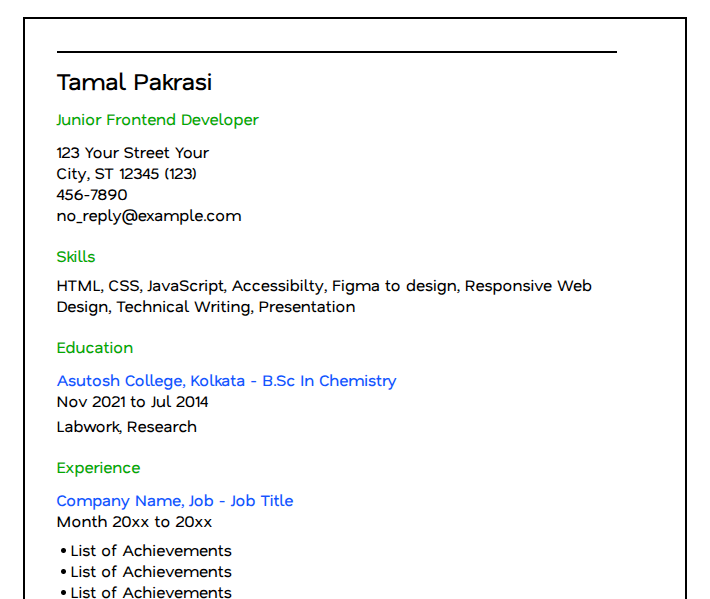 Tamal Pakrasi
Junior Frontend Developer
123 Your Street Your
City, ST 12345 (123)
456-7890
no_reply@example.com
Skills
HTML, CSS, JavaScript, Accessibilty, Figma to design, Responsive Web
Design, Technical Writing, Presentation
Education
Asutosh College, Kolkata - B.Sc In Chemistry
Nov 2021 to Jul 2014
Labwork, Research
Experience
Company Name, Job - Job Title
Month 20xx to 20xx
• List of Achievements
• List of Achievements
• List of Achievements